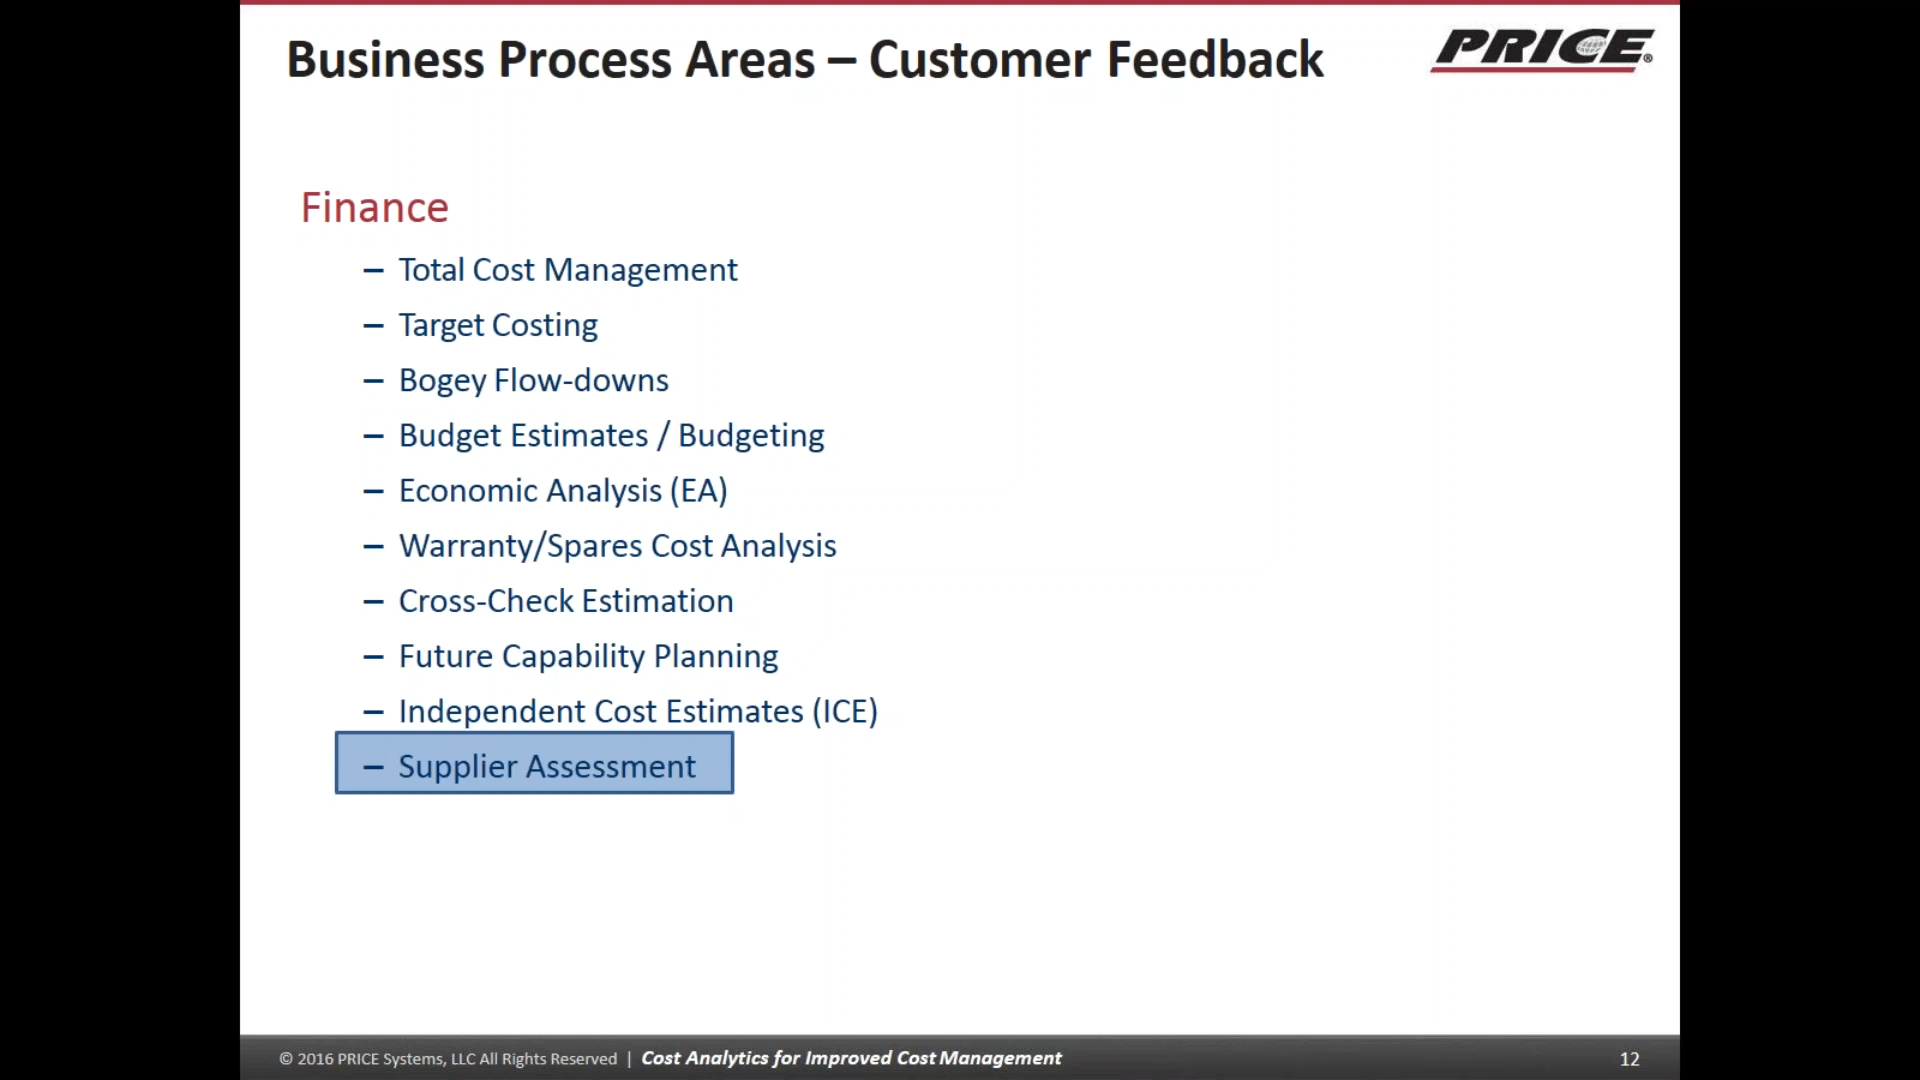 Business Process Areas – Customer Feedback
PRICE®
Finance
– Total Cost Management
– Target Costing
– Bogey Flow-downs
– Budget Estimates / Budgeting
– Economic Analysis (EA)
– Warranty/Spares Cost Analysis
– Cross-Check Estimation
– Future Capability Planning
– Independent Cost Estimates (ICE)
– Supplier Assessment
© 2016 PRICE Systems, LLC All Rights Reserved | Cost Analytics for Improved Cost Management
12